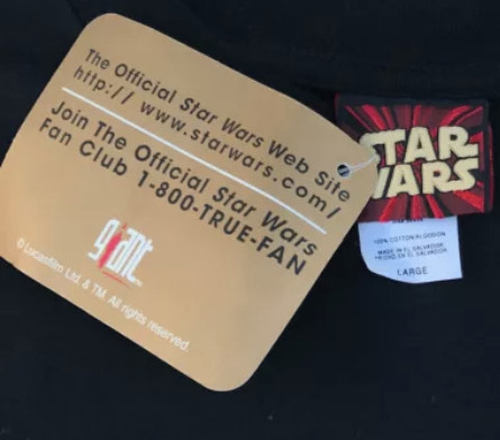 The Official Star Wars Web Site
http:// www.starwars.com/
Join The Official Star Wars
Fan Club 1-800-TRUE-FAN
giant
© Lucasfilm Ltd. & TM. All rights reserved.
STAR
WARS
100% COTTON/ALGODON
MADE IN EL SALVADOR
HECHO EN EL SALVADOR
LARGE